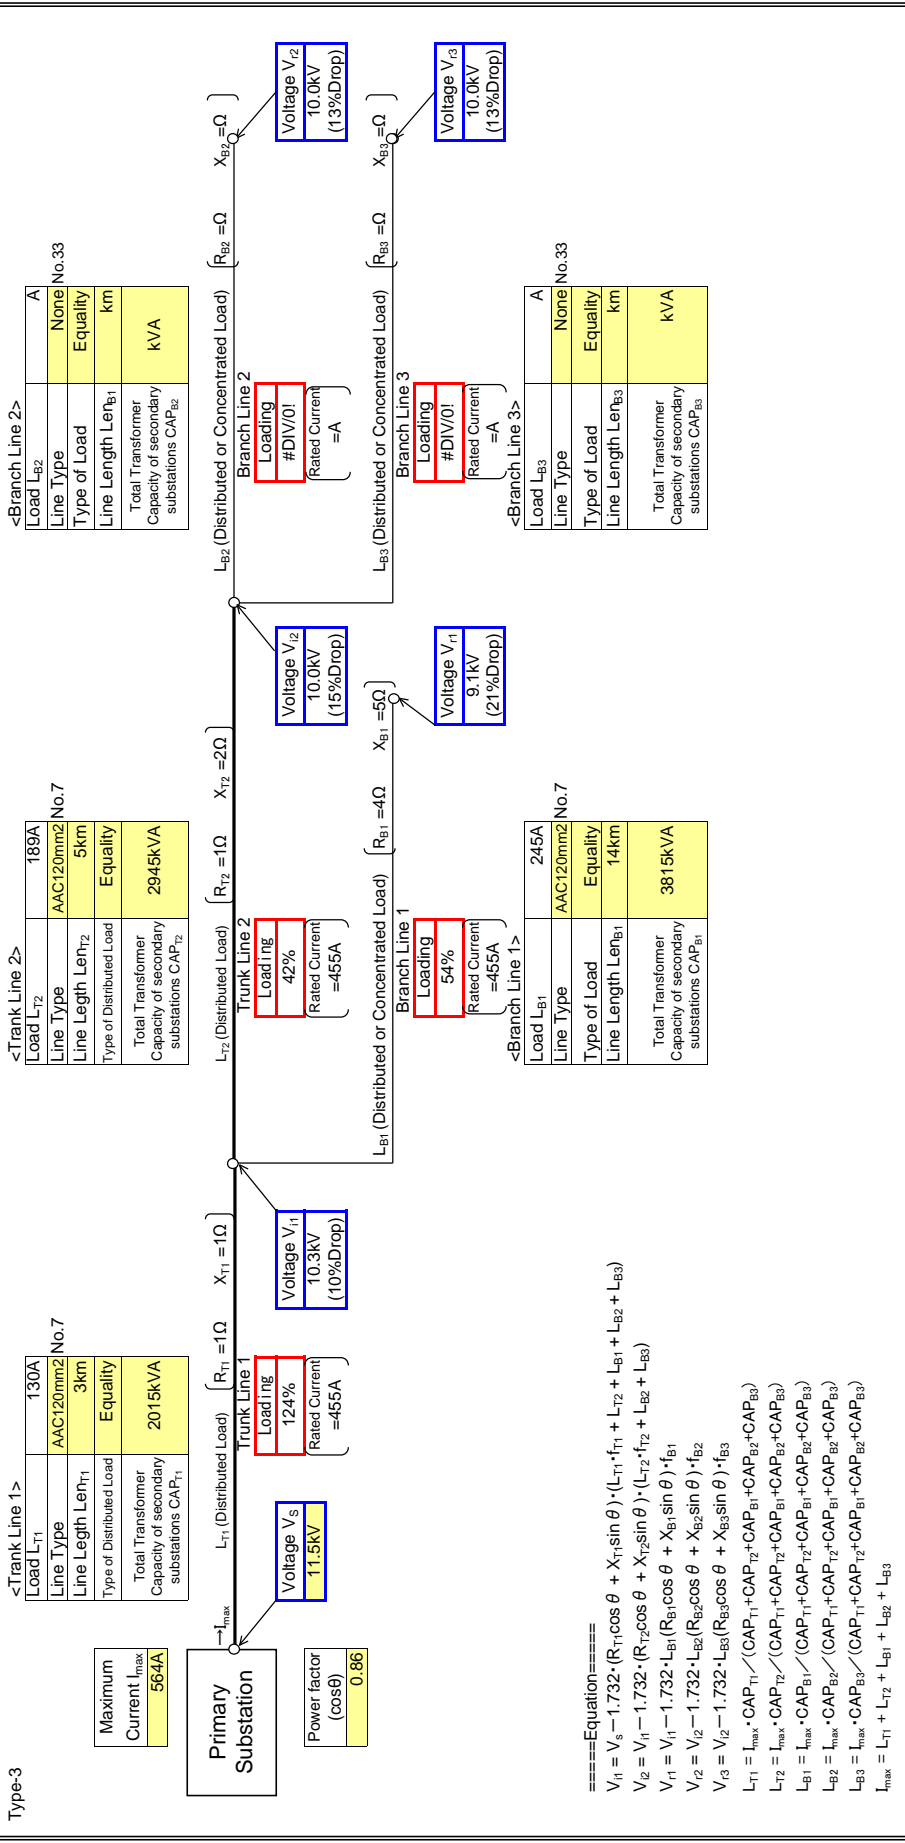 Type-3
Maximum
Current Imax
564A
Primary
Substation
Power factor
(cosθ)
0.86
→Imax
Voltage VS
11.5kV
<Trank Line 1>
Load LT1 130A
Line Type AAC120mm2 No.7
Line Legth LenT1 3km
Type of Distributed Load Equality
Total Transformer
Capacity of secondary
substations CAPT1
2015kVA
LT1 (Distributed Load) (RT1 =1Ω XT1 =1Ω)
Trunk Line 1
Loading
124%
(Rated Current
=455A)
Voltage Vi1
10.3kV
(10%Drop)
<Trank Line 2>
Load LT2 189A
Line Type AAC120mm2 No.7
Line Legth LenT2 5km
Type of Distributed Load Equality
Total Transformer
Capacity of secondary
substations CAPT2
2945kVA
LT2 (Distributed Load) (RT2 =1Ω XT2 =2Ω)
Trunk Line 2
Loading
42%
(Rated Current
=455A)
Voltage Vi2
10.0kV
(15%Drop)
LB1 (Distributed or Concentrated Load) (RB1 =4Ω XB1 =5Ω)
Branch Line 1
Loading
54%
(Rated Current
=455A)
Voltage Vr1
9.1kV
(21%Drop)
<Branch Line 1>
Load LB1 245A
Line Type AAC120mm2 No.7
Type of Load Equality
Line Length LenB1 14km
Total Transformer
Capacity of secondary
substations CAPB1
3815kVA
<Branch Line 2>
Load LB2 A
Line Type None No.33
Type of Load Equality
Line Length LenB1 km
Total Transformer
Capacity of secondary
substations CAPB2
kVA
LB2 (Distributed or Concentrated Load) (RB2 =Ω XB2 =Ω)
Branch Line 2
Loading
#DIV/0!
(Rated Current
=A)
Voltage Vr2
10.0kV
(13%Drop)
LB3 (Distributed or Concentrated Load) (RB3 =Ω XB3 =Ω)
Branch Line 3
Loading
#DIV/0!
(Rated Current
=A)
Voltage Vr3
10.0kV
(13%Drop)
<Branch Line 3>
Load LB3 A
Line Type None No.33
Type of Load Equality
Line Length LenB3 km
Total Transformer
Capacity of secondary
substations CAPB3
kVA
=====Equation=====
Vi1 = Vs－1.732・(RT1cos θ + XT1sin θ)・(LT1・fT1 + LT2 + LB1 + LB2 + LB3)
Vi2 = Vi1－1.732・(RT2cos θ + XT2sin θ)・(LT2・fT2 + LB2 + LB3)
Vr1 = Vi1－1.732・LB1(RB1cos θ + XB1sin θ)・fB1
Vr2 = Vi2－1.732・LB2(RB2cos θ + XB2sin θ)・fB2
Vr3 = Vi2－1.732・LB3(RB3cos θ + XB3sin θ)・fB3
LT1 = Imax・CAPT1／(CAPT1+CAPT2+CAPB1+CAPB2+CAPB3)
LT2 = Imax・CAPT2／(CAPT1+CAPT2+CAPB1+CAPB2+CAPB3)
LB1 = Imax・CAPB1／(CAPT1+CAPT2+CAPB1+CAPB2+CAPB3)
LB2 = Imax・CAPB2／(CAPT1+CAPT2+CAPB1+CAPB2+CAPB3)
LB3 = Imax・CAPB3／(CAPT1+CAPT2+CAPB1+CAPB2+CAPB3)
Imax = LT1 + LT2 + LB1 + LB2 + LB3